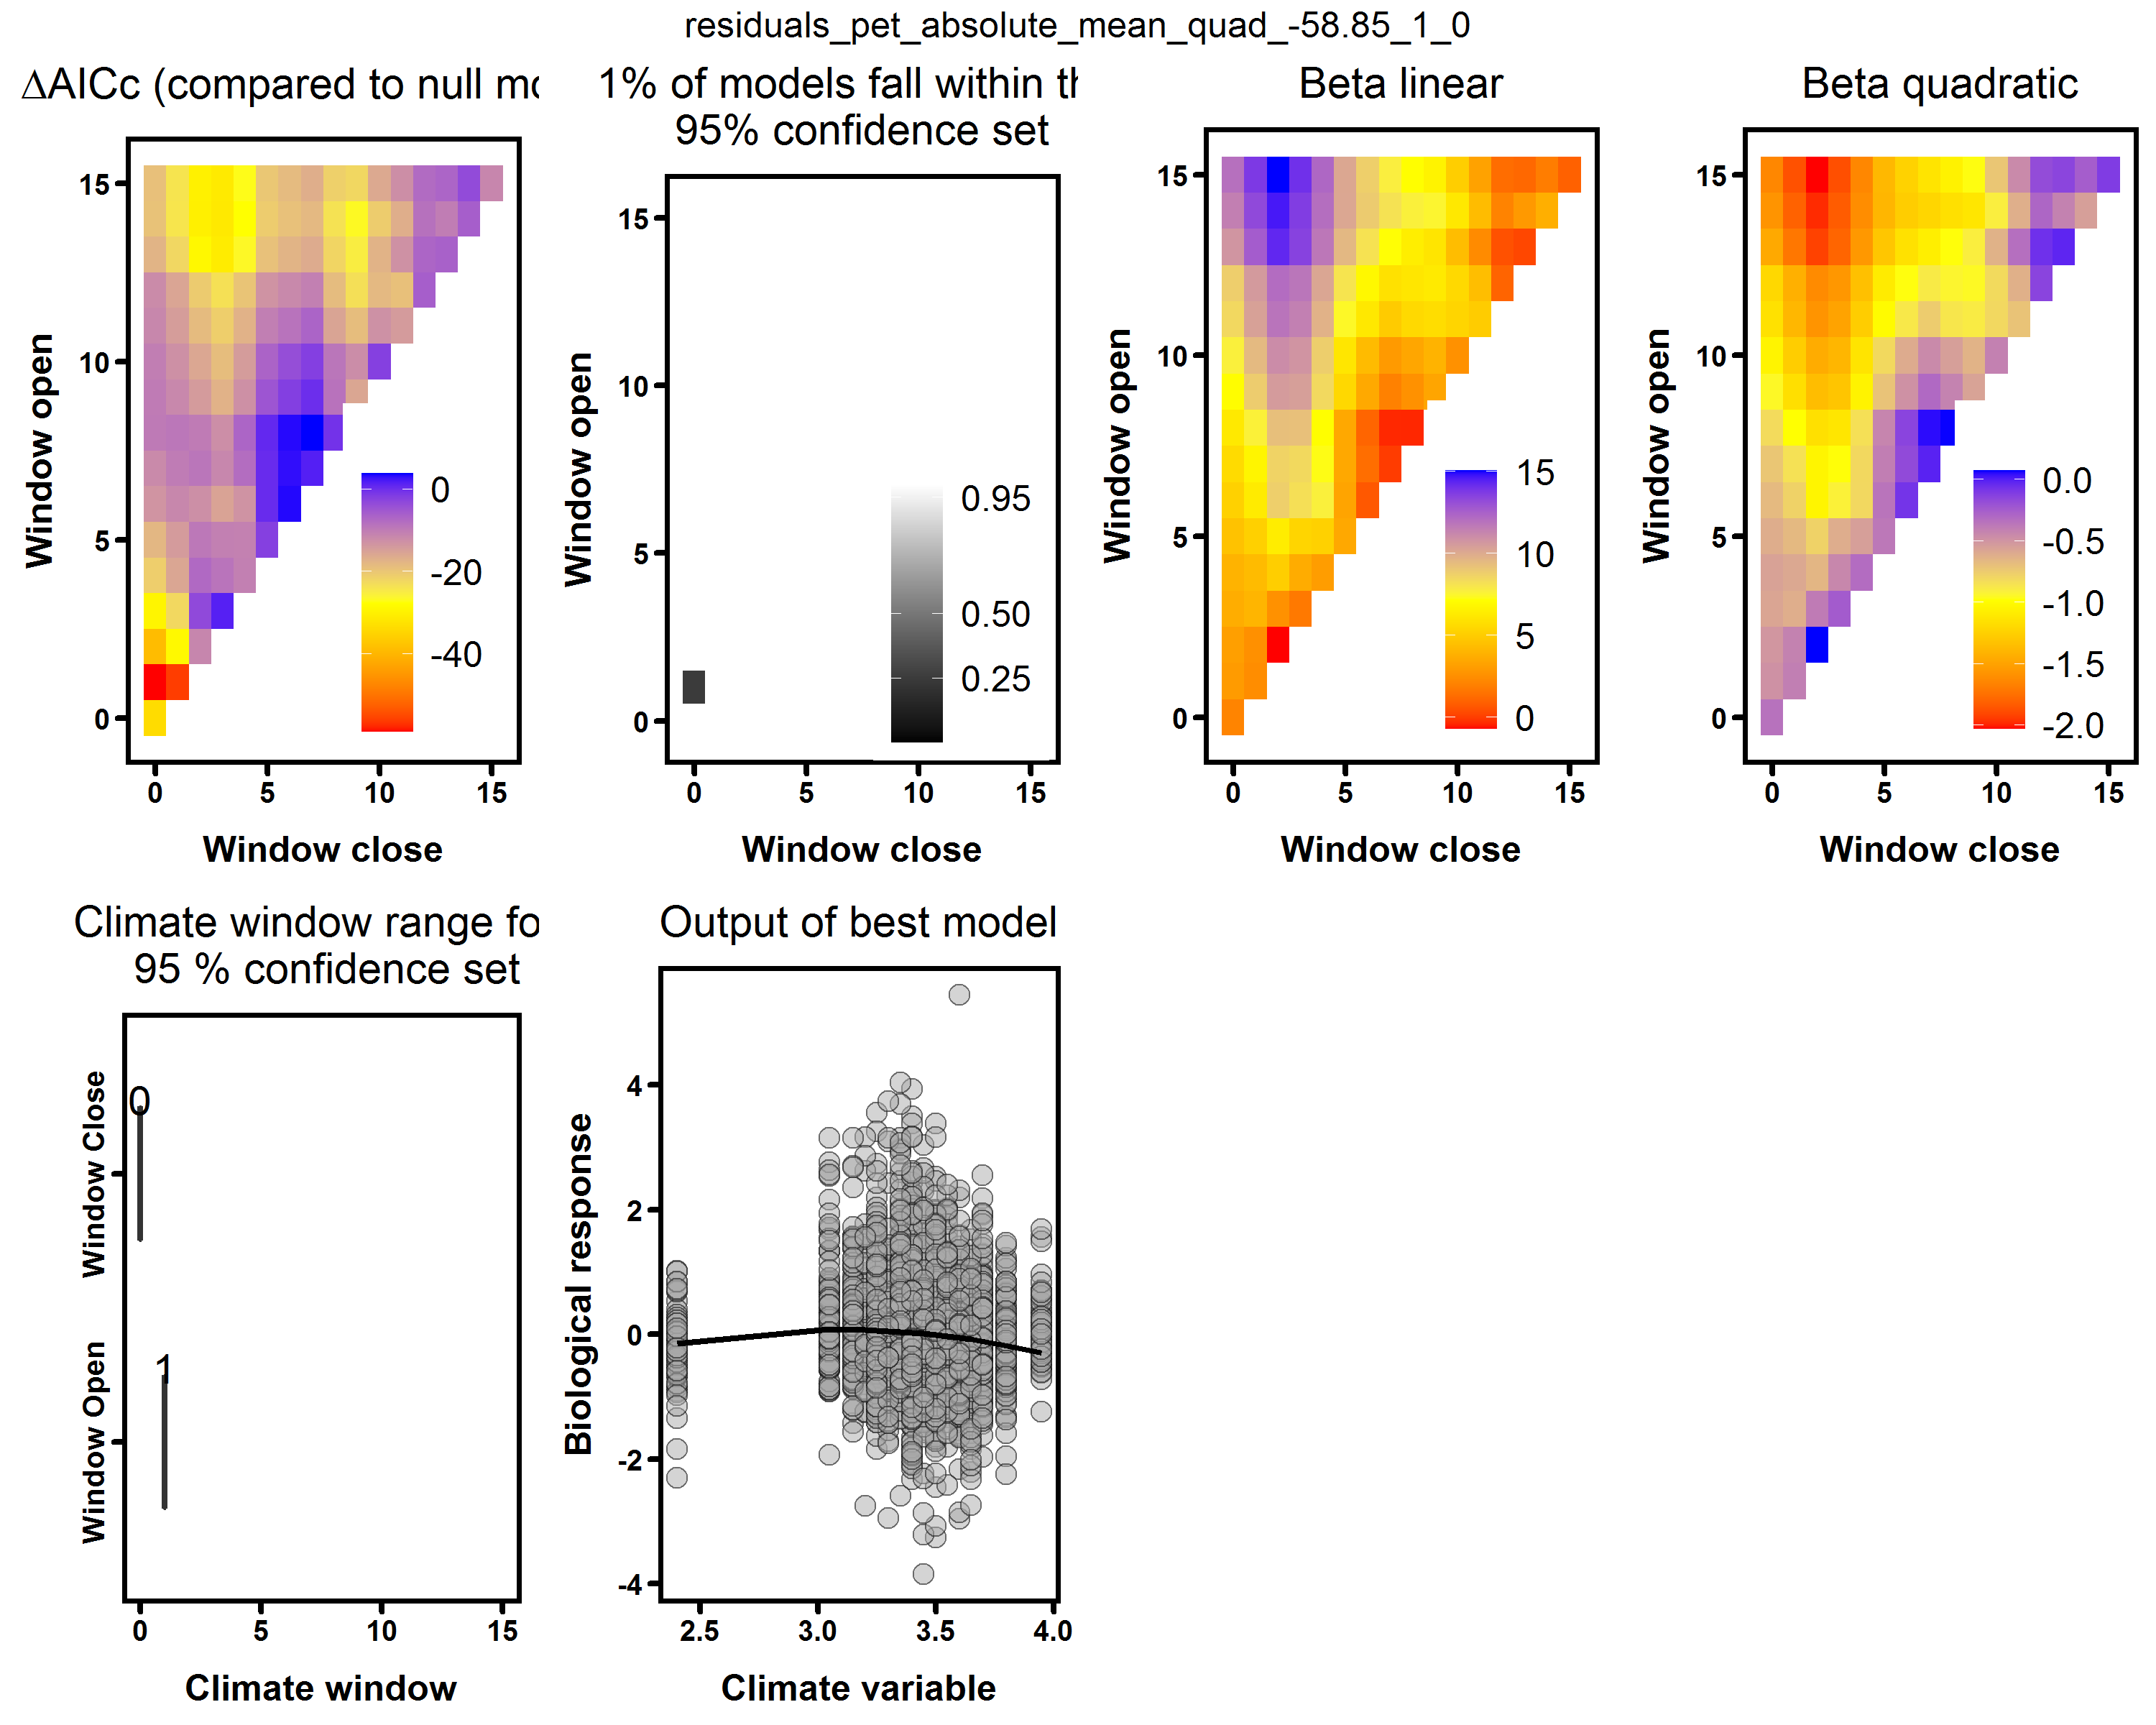 residuals_pet_absolute_mean_quad_-58.85_1_0
ΔAICc (compared to null mo
1% of models fall within th
95% confidence set
Beta linear
Beta quadratic
Window open
15
10
5
0
0
-20
-40
0 5 10 15
Window close
Window open
15
10
5
0
0.95
0.50
0.25
0 5 10 15
Window close
Window open
15
10
5
0
15
10
5
0
0 5 10 15
Window close
Window open
15
10
5
0
0.0
-0.5
-1.0
-1.5
-2.0
0 5 10 15
Window close
Climate window range fo
95 % confidence set
Window Close
Window Open
0
1
0 5 10 15
Climate window
Output of best model
Biological response
4
2
0
-2
-4
2.5 3.0 3.5 4.0
Climate variable